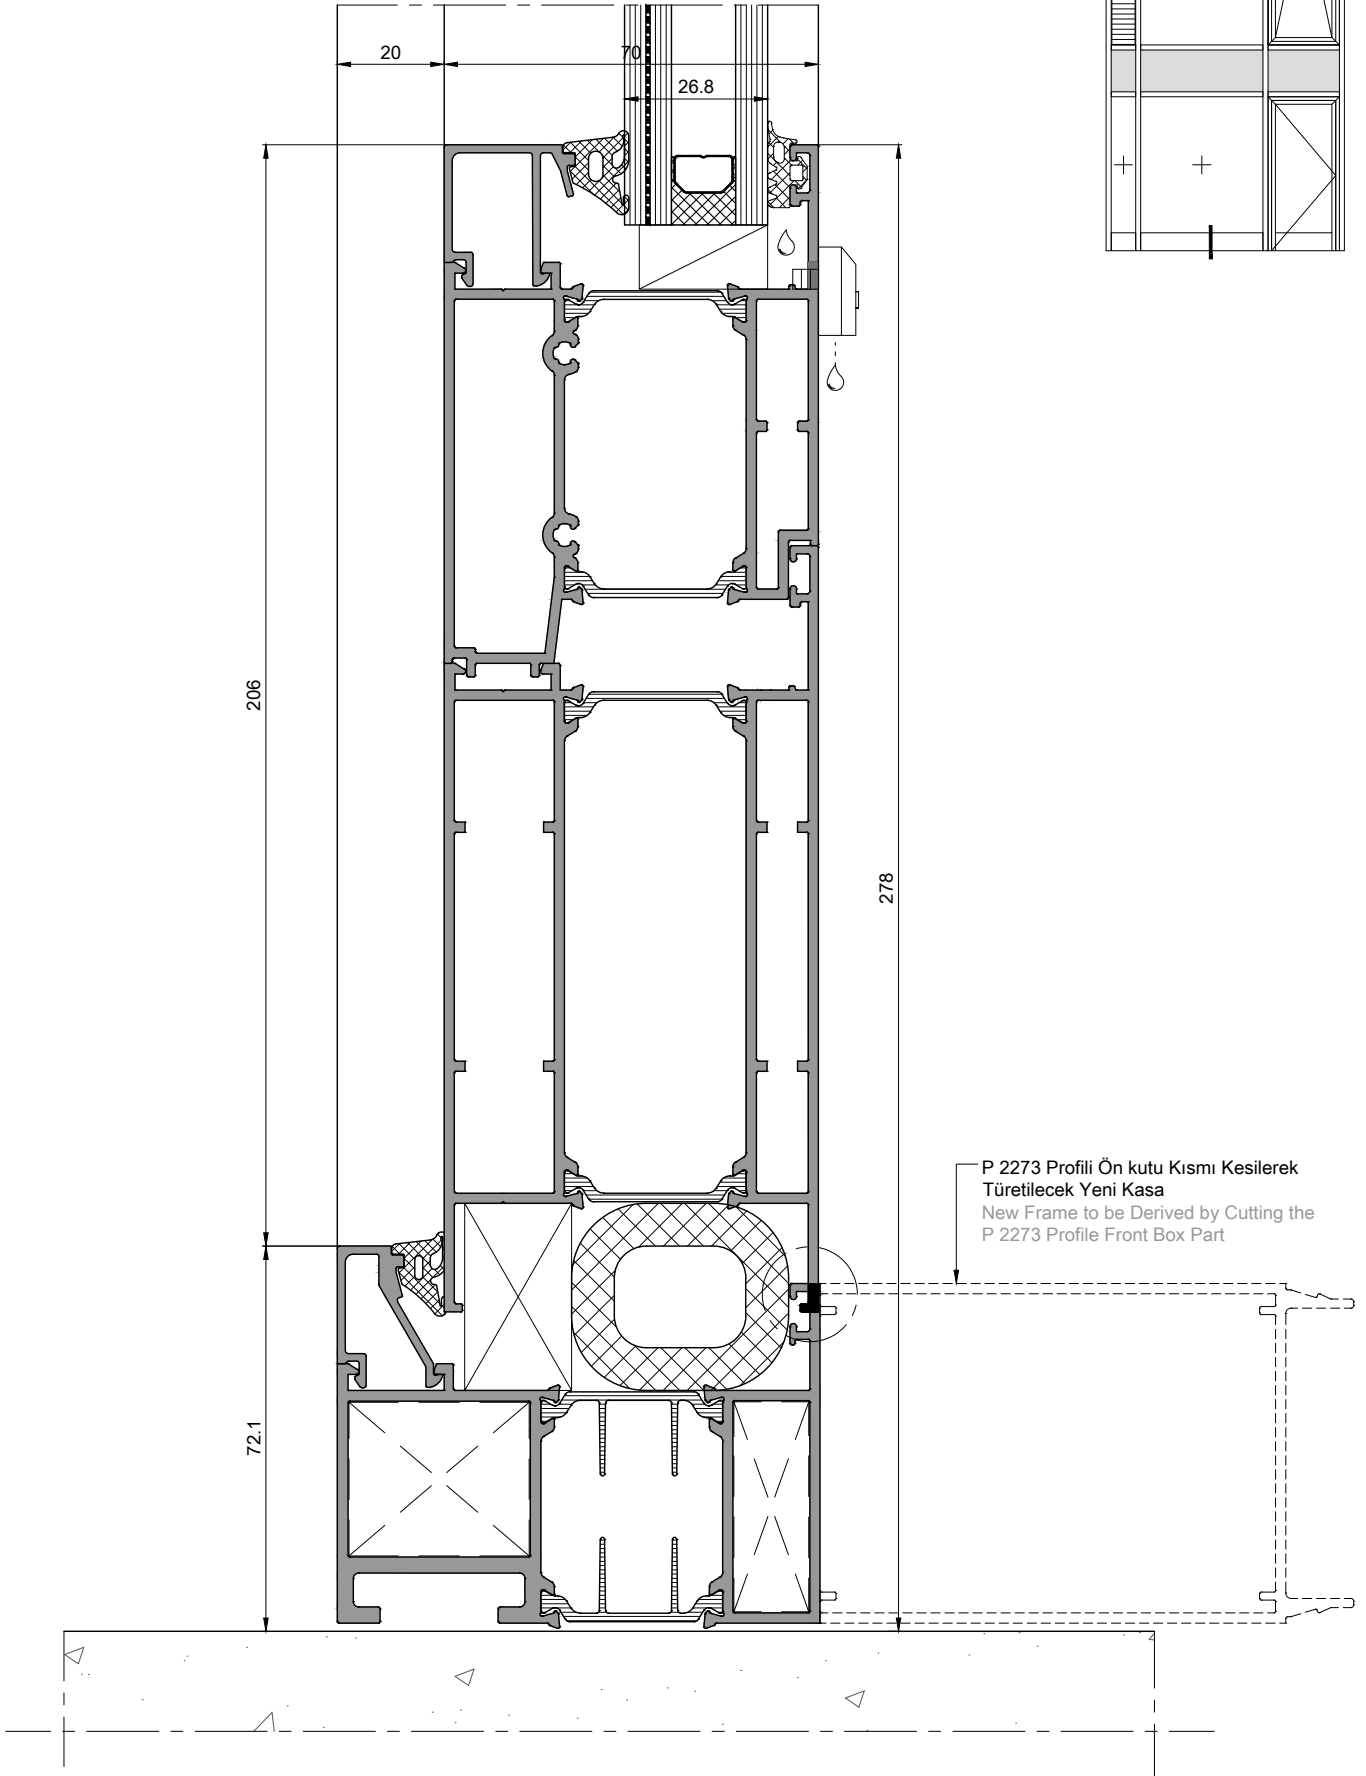 20
70
26.8
206
278
P 2273 Profili Ön kutu Kısmı Kesilerek
Türetilecek Yeni Kasa
New Frame to be Derived by Cutting the
P 2273 Profile Front Box Part
72.1